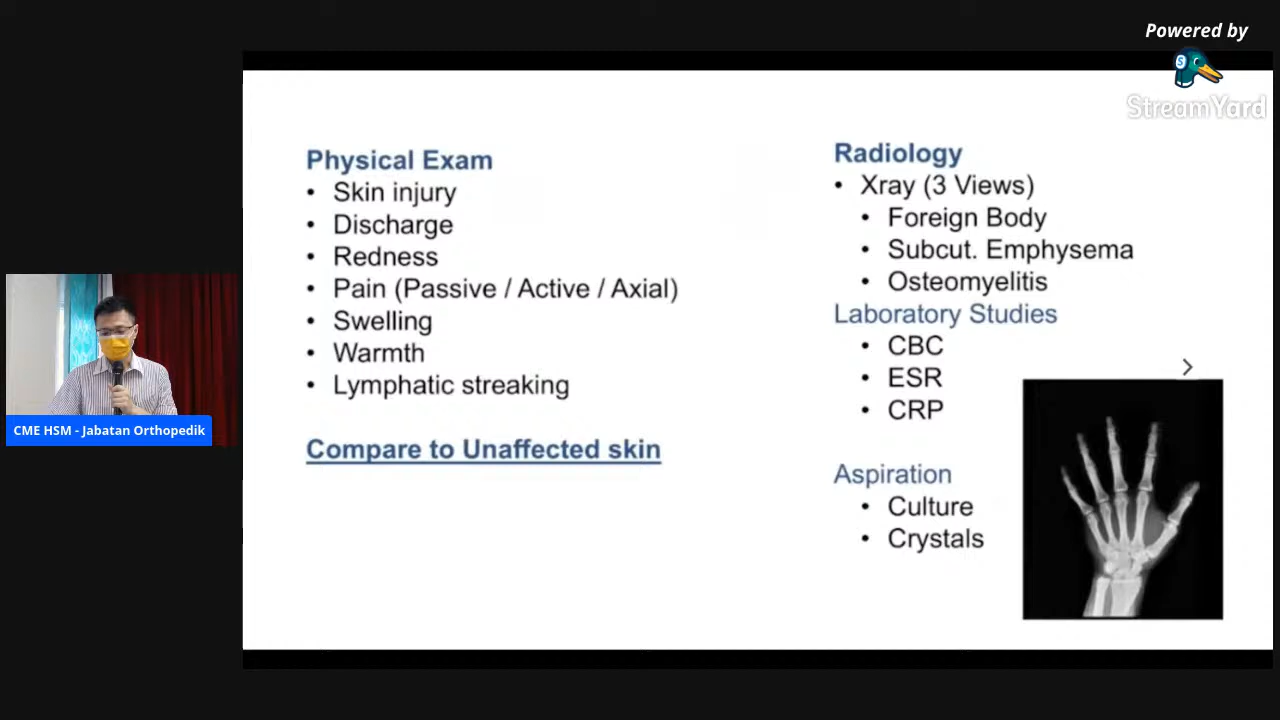 Powered by
StreamYard
Physical Exam
• Skin injury
• Discharge
• Redness
• Pain (Passive / Active / Axial)
• Swelling
• Warmth
• Lymphatic streaking
Compare to Unaffected skin
Radiology
• Xray (3 Views)
• Foreign Body
• Subcut. Emphysema
• Osteomyelitis
Laboratory Studies
• CBC
• ESR
• CRP
Aspiration
• Culture
• Crystals
CME HSM - Jabatan Orthopedik